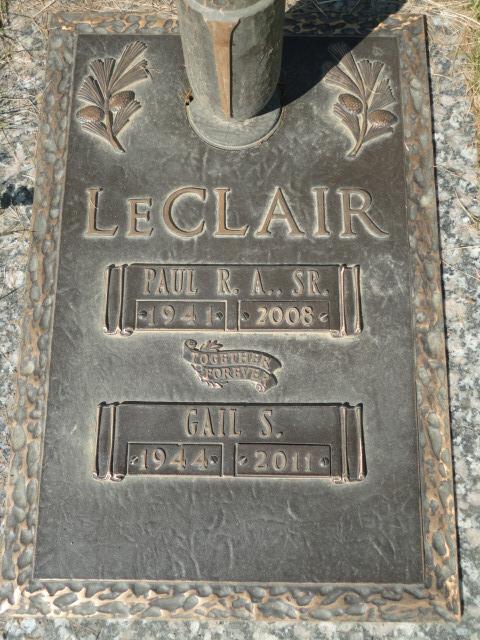 LeCLAIR
PAUL R. A., SR.
1941 2008
TOGETHER
FOREVER
GAIL S.
1944 2011